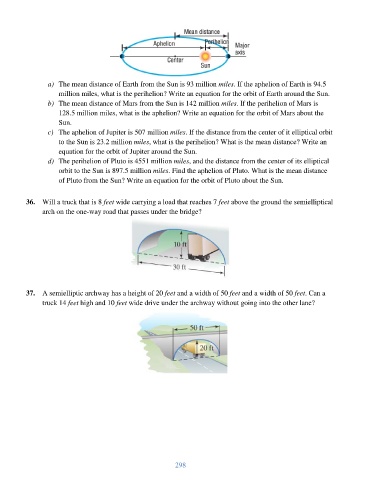 Mean distance
Aphelion Perihelion Major
axis
Center
Sun
a) The mean distance of Earth from the Sun is 93 million miles. If the aphelion of Earth is 94.5
million miles, what is the perihelion? Write an equation for the orbit of Earth around the Sun.
b) The mean distance of Mars from the Sun is 142 million miles. If the perihelion of Mars is
128.5 million miles, what is the aphelion? Write an equation for the orbit of Mars about the
Sun.
c) The aphelion of Jupiter is 507 million miles. If the distance from the center of it elliptical orbit
to the Sun is 23.2 million miles, what is the perihelion? What is the mean distance? Write an
equation for the orbit of Jupiter around the Sun.
d) The perihelion of Pluto is 4551 million miles, and the distance from the center of its elliptical
orbit to the Sun is 897.5 million miles. Find the aphelion of Pluto. What is the mean distance
of Pluto from the Sun? Write an equation for the orbit of Pluto about the Sun.
36. Will a truck that is 8 feet wide carrying a load that reaches 7 feet above the ground the semielliptical
arch on the one-way road that passes under the bridge?
10 ft
30 ft
37. A semielliptic archway has a height of 20 feet and a width of 50 feet and a width of 50 feet. Can a
truck 14 feet high and 10 feet wide drive under the archway without going into the other lane?
50 ft
20 ft
298